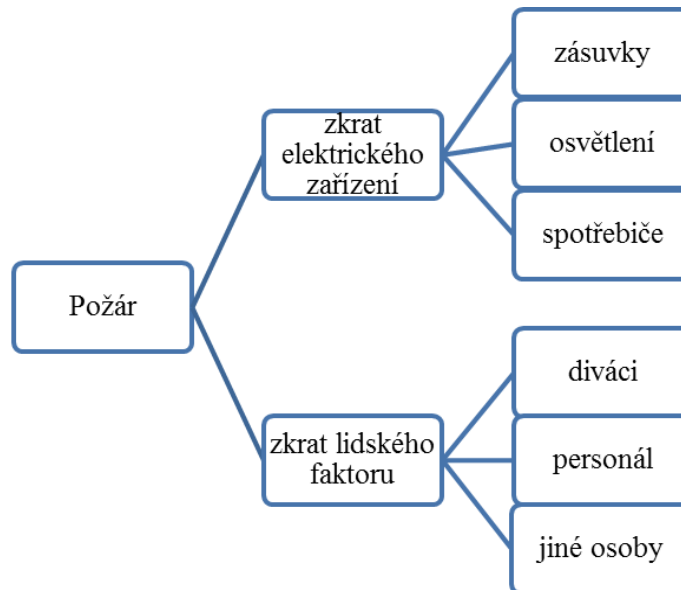 Požár
zkrat
elektrického
zařízení
zásuvky
osvětlení
spotřebiče
zkrat lidského
faktoru
diváci
personál
jiné osoby